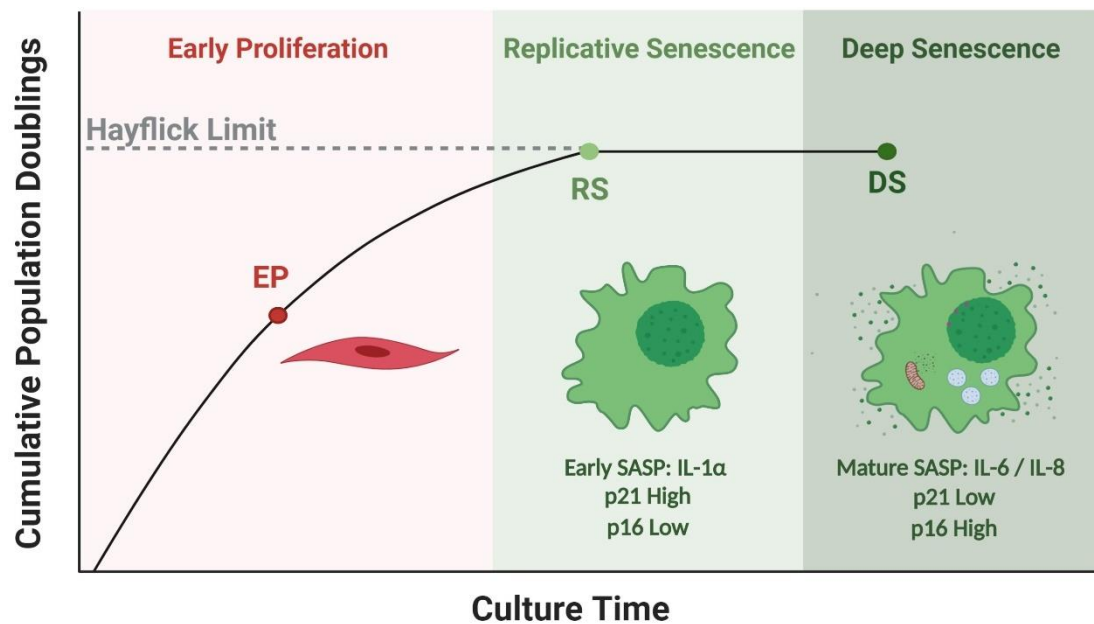 Cumulative Population Doublings
Early Proliferation
Replicative Senescence
Deep Senescence
Hayflick Limit
EP
RS
DS
Early SASP: IL-1α
p21 High
p16 Low
Mature SASP: IL-6 / IL-8
p21 Low
p16 High
Culture Time